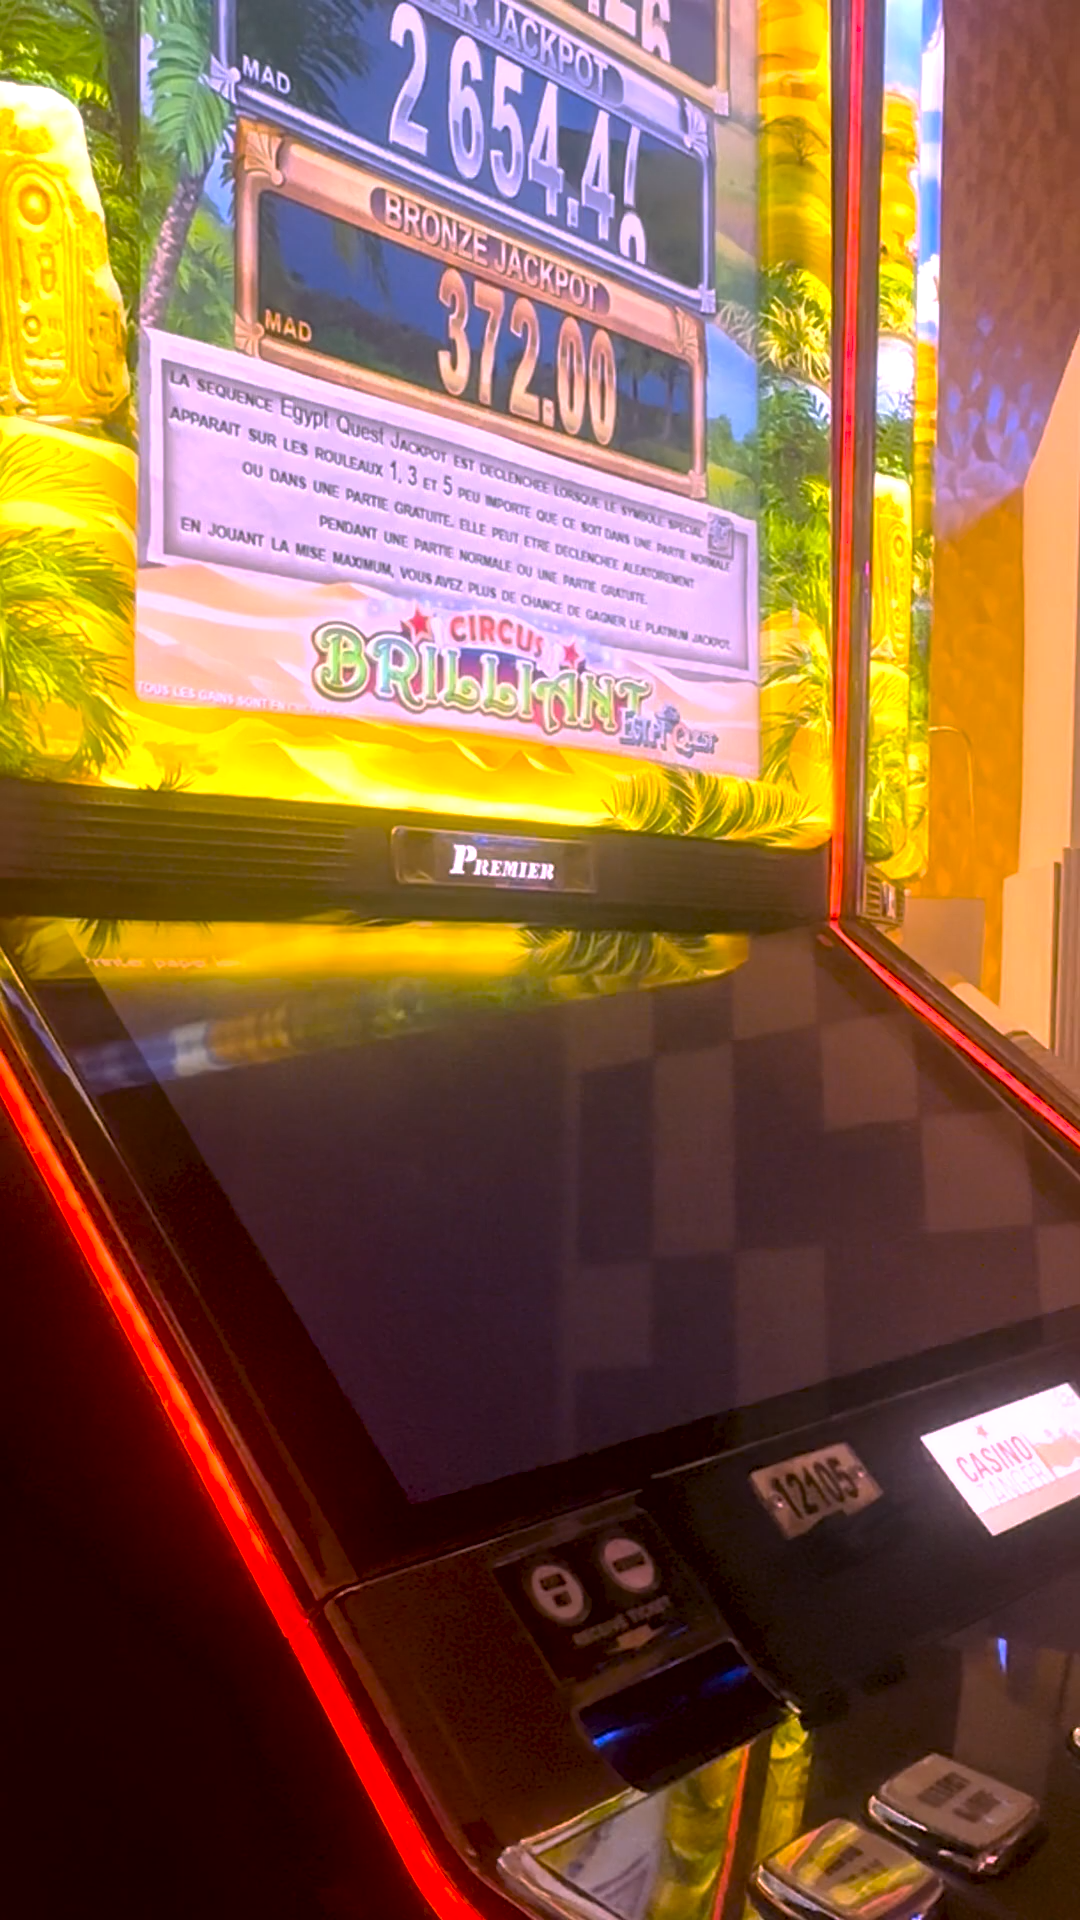 JACKPOT
MAD
2 654.4
BRONZE JACKPOT
MAD
372.00
LA SEQUENCE Egypt Quest JACKPOT EST DECLENCHEE LORSQUE LE SYMBOLE SPECIAL
APPARAIT SUR LES ROULEAUX 1, 3 ET 5 PEU IMPORTE QUE CE SOIT DANS UNE PARTIE NORMALE
OU DANS UNE PARTIE GRATUITE. ELLE PEUT ETRE DECLENCHEE ALEATOIREMENT
PENDANT UNE PARTIE NORMALE OU UNE PARTIE GRATUITE.
EN JOUANT LA MISE MAXIMUM, VOUS AVEZ PLUS DE CHANCE DE GAGNER LE PLATINUM JACKPOT.
CIRCUS
BRILLIANT
EGYPT QUEST
TOUS LES GAINS SONT EN
PREMIER
Printer paper
12105
CASINO
TANGER
TICKET